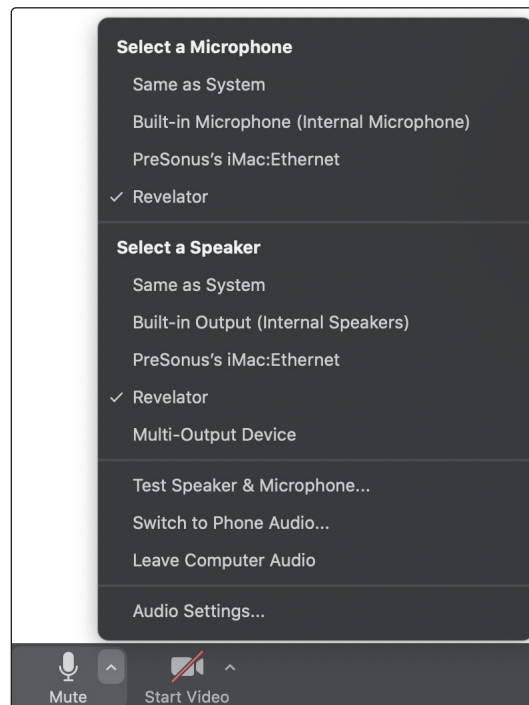 Select a Microphone
Same as System
Built-in Microphone (Internal Microphone)
PreSonus’s iMac:Ethernet
✓ Revelator
Select a Speaker
Same as System
Built-in Output (Internal Speakers)
PreSonus’s iMac:Ethernet
✓ Revelator
Multi-Output Device
Test Speaker & Microphone...
Switch to Phone Audio...
Leave Computer Audio
Audio Settings...
Mute
Start Video